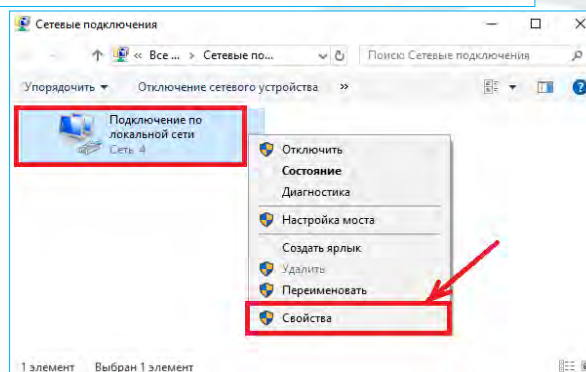 Сетевые подключения
« Все ... > Сетевые по...
Поиск: Сетевые подключения
Упорядочить
Отключение сетевого устройства »
Подключение по
локальной сети
Сеть 4
Отключить
Состояние
Диагностика
Настройка моста
Создать ярлык
Удалить
Переименовать
Свойства
1 элемент Выбран 1 элемент